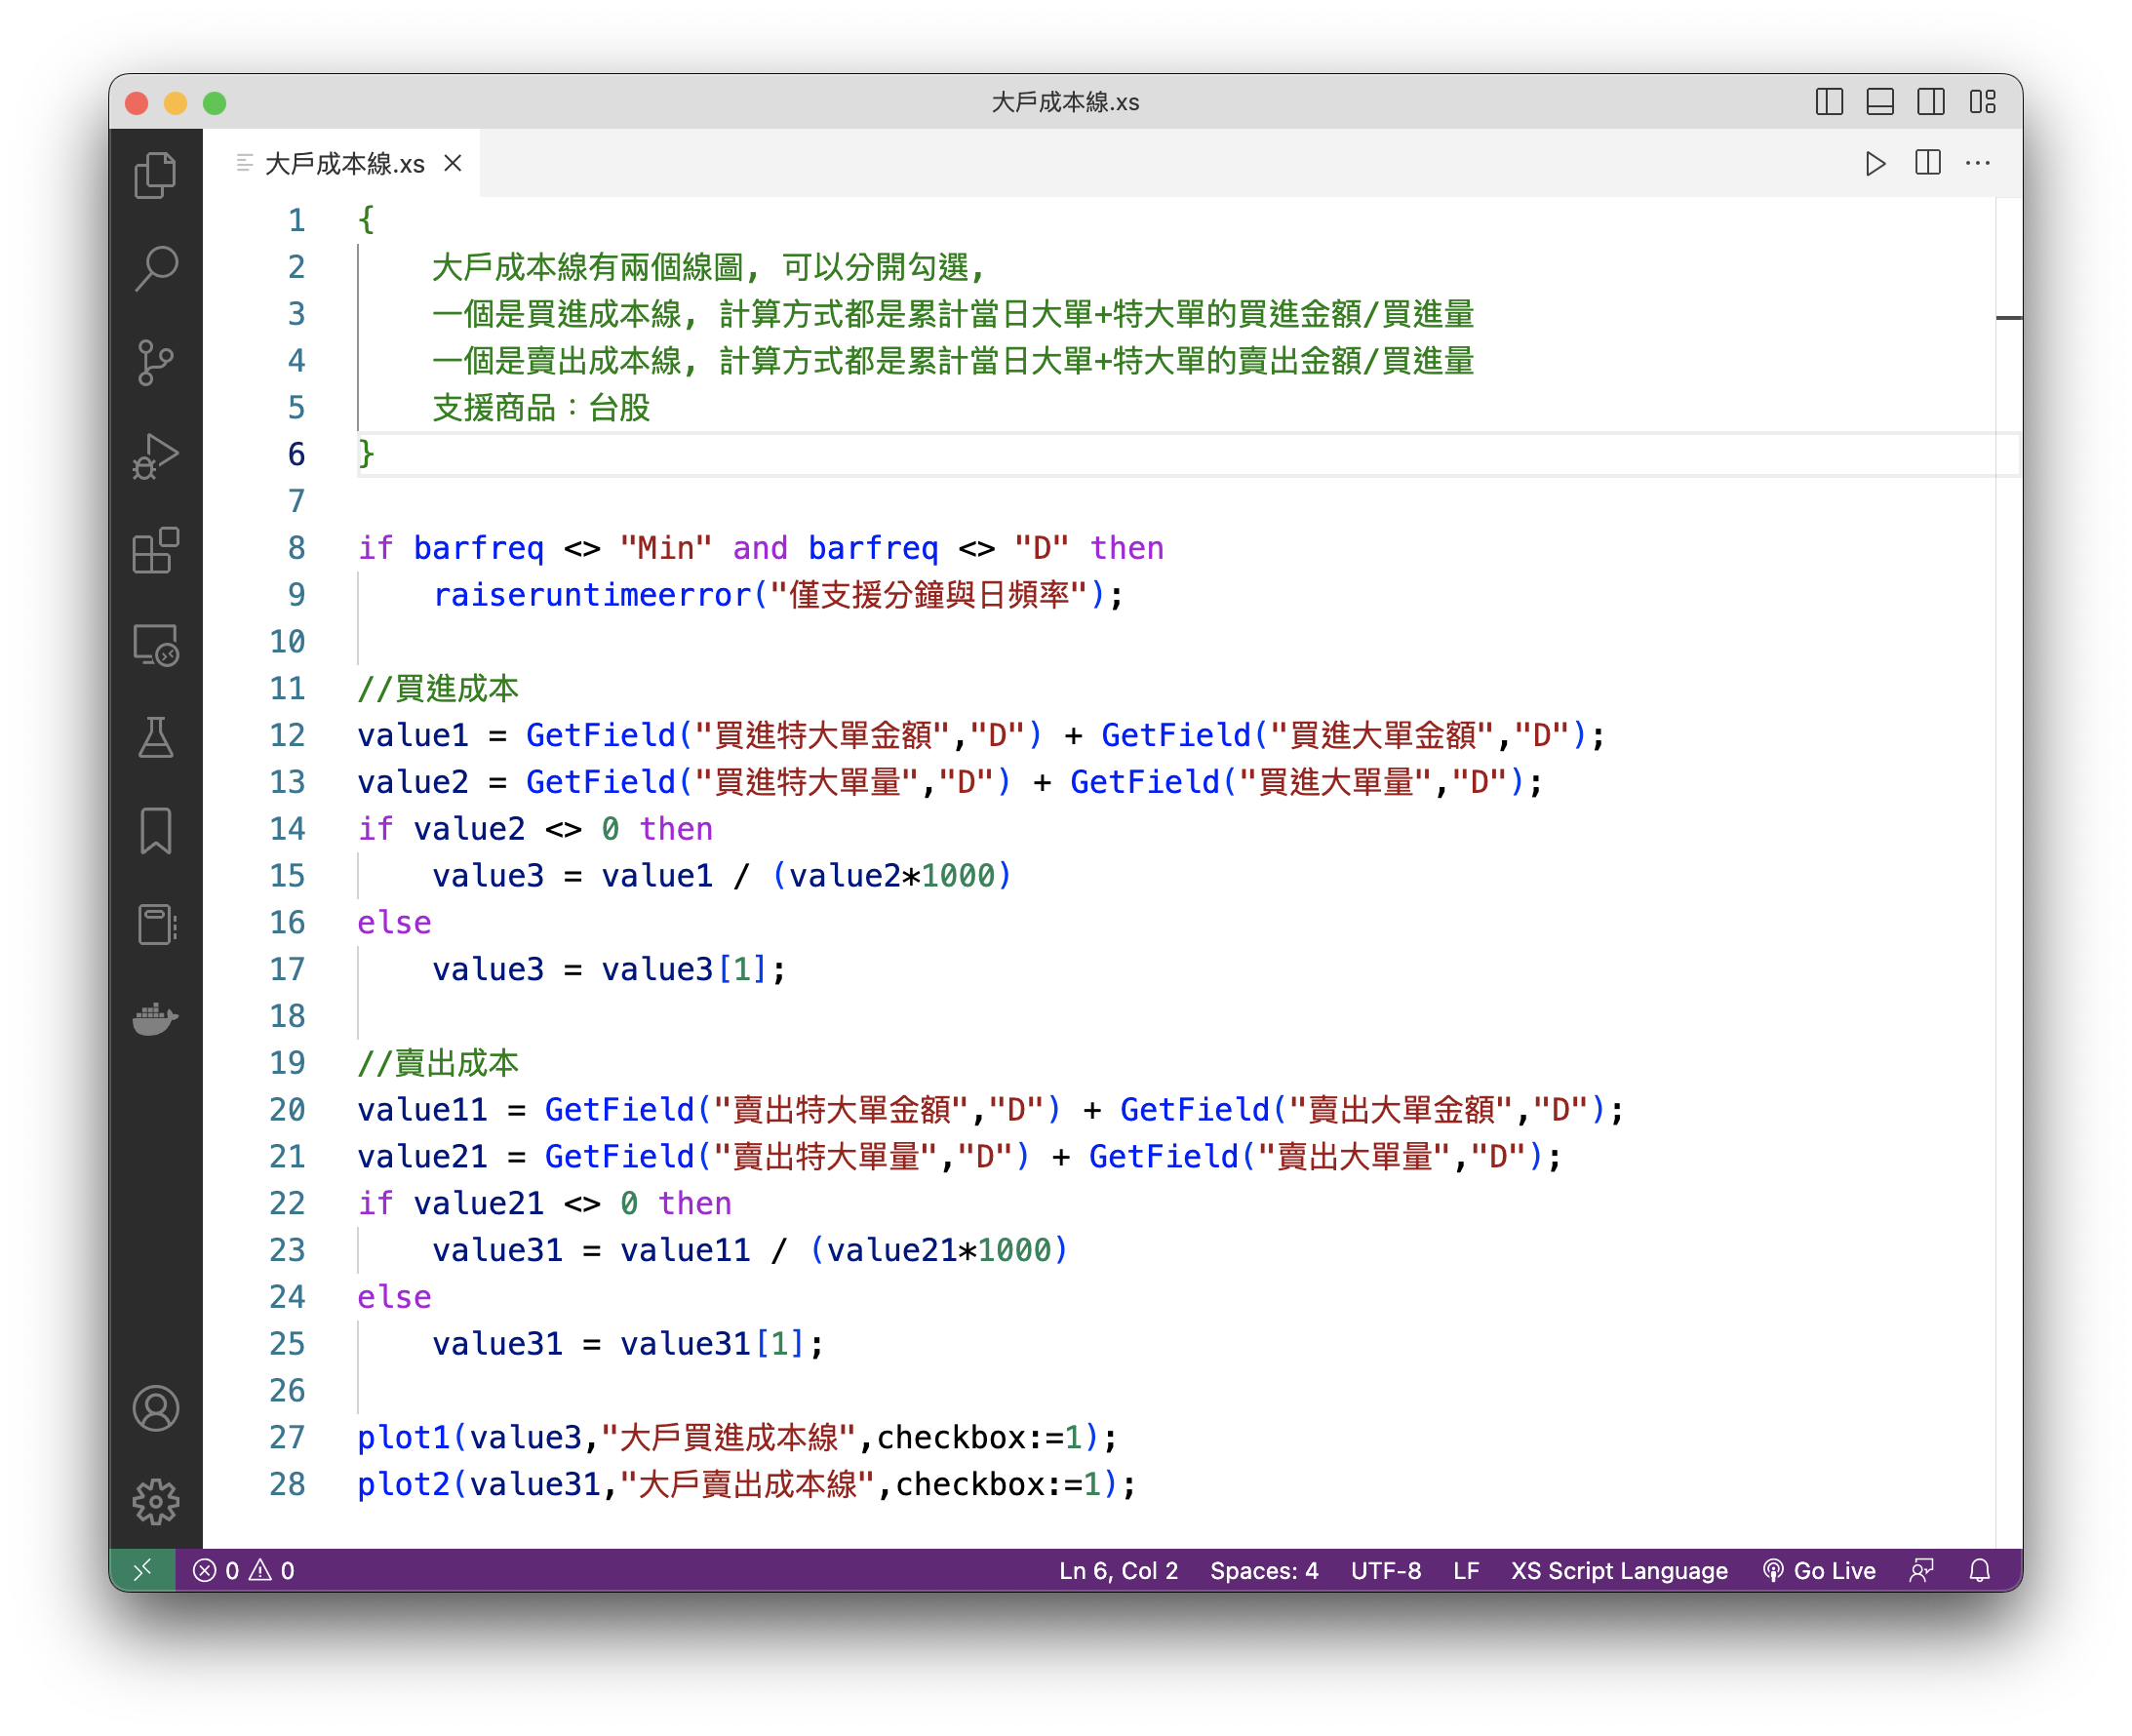 大戶成本線.xs
大戶成本線.xs
1 {
2 大戶成本線有兩個線圖, 可以分開勾選,
3 一個是買進成本線, 計算方式都是累計當日大單+特大單的買進金額/買進量
4 一個是賣出成本線, 計算方式都是累計當日大單+特大單的賣出金額/買進量
5 支援商品：台股
6 }
7
8 if barfreq <> "Min" and barfreq <> "D" then
9 raiseruntimeerror("僅支援分鐘與日頻率");
10
11 //買進成本
12 value1 = GetField("買進特大單金額","D") + GetField("買進大單金額","D");
13 value2 = GetField("買進特大單量","D") + GetField("買進大單量","D");
14 if value2 <> 0 then
15 value3 = value1 / (value2*1000)
16 else
17 value3 = value3[1];
18
19 //賣出成本
20 value11 = GetField("賣出特大單金額","D") + GetField("賣出大單金額","D");
21 value21 = GetField("賣出特大單量","D") + GetField("賣出大單量","D");
22 if value21 <> 0 then
23 value31 = value11 / (value21*1000)
24 else
25 value31 = value31[1];
26
27 plot1(value3,"大戶買進成本線",checkbox:=1);
28 plot2(value31,"大戶賣出成本線",checkbox:=1);
0 0 Ln 6, Col 2 Spaces: 4 UTF-8 LF XS Script Language Go Live